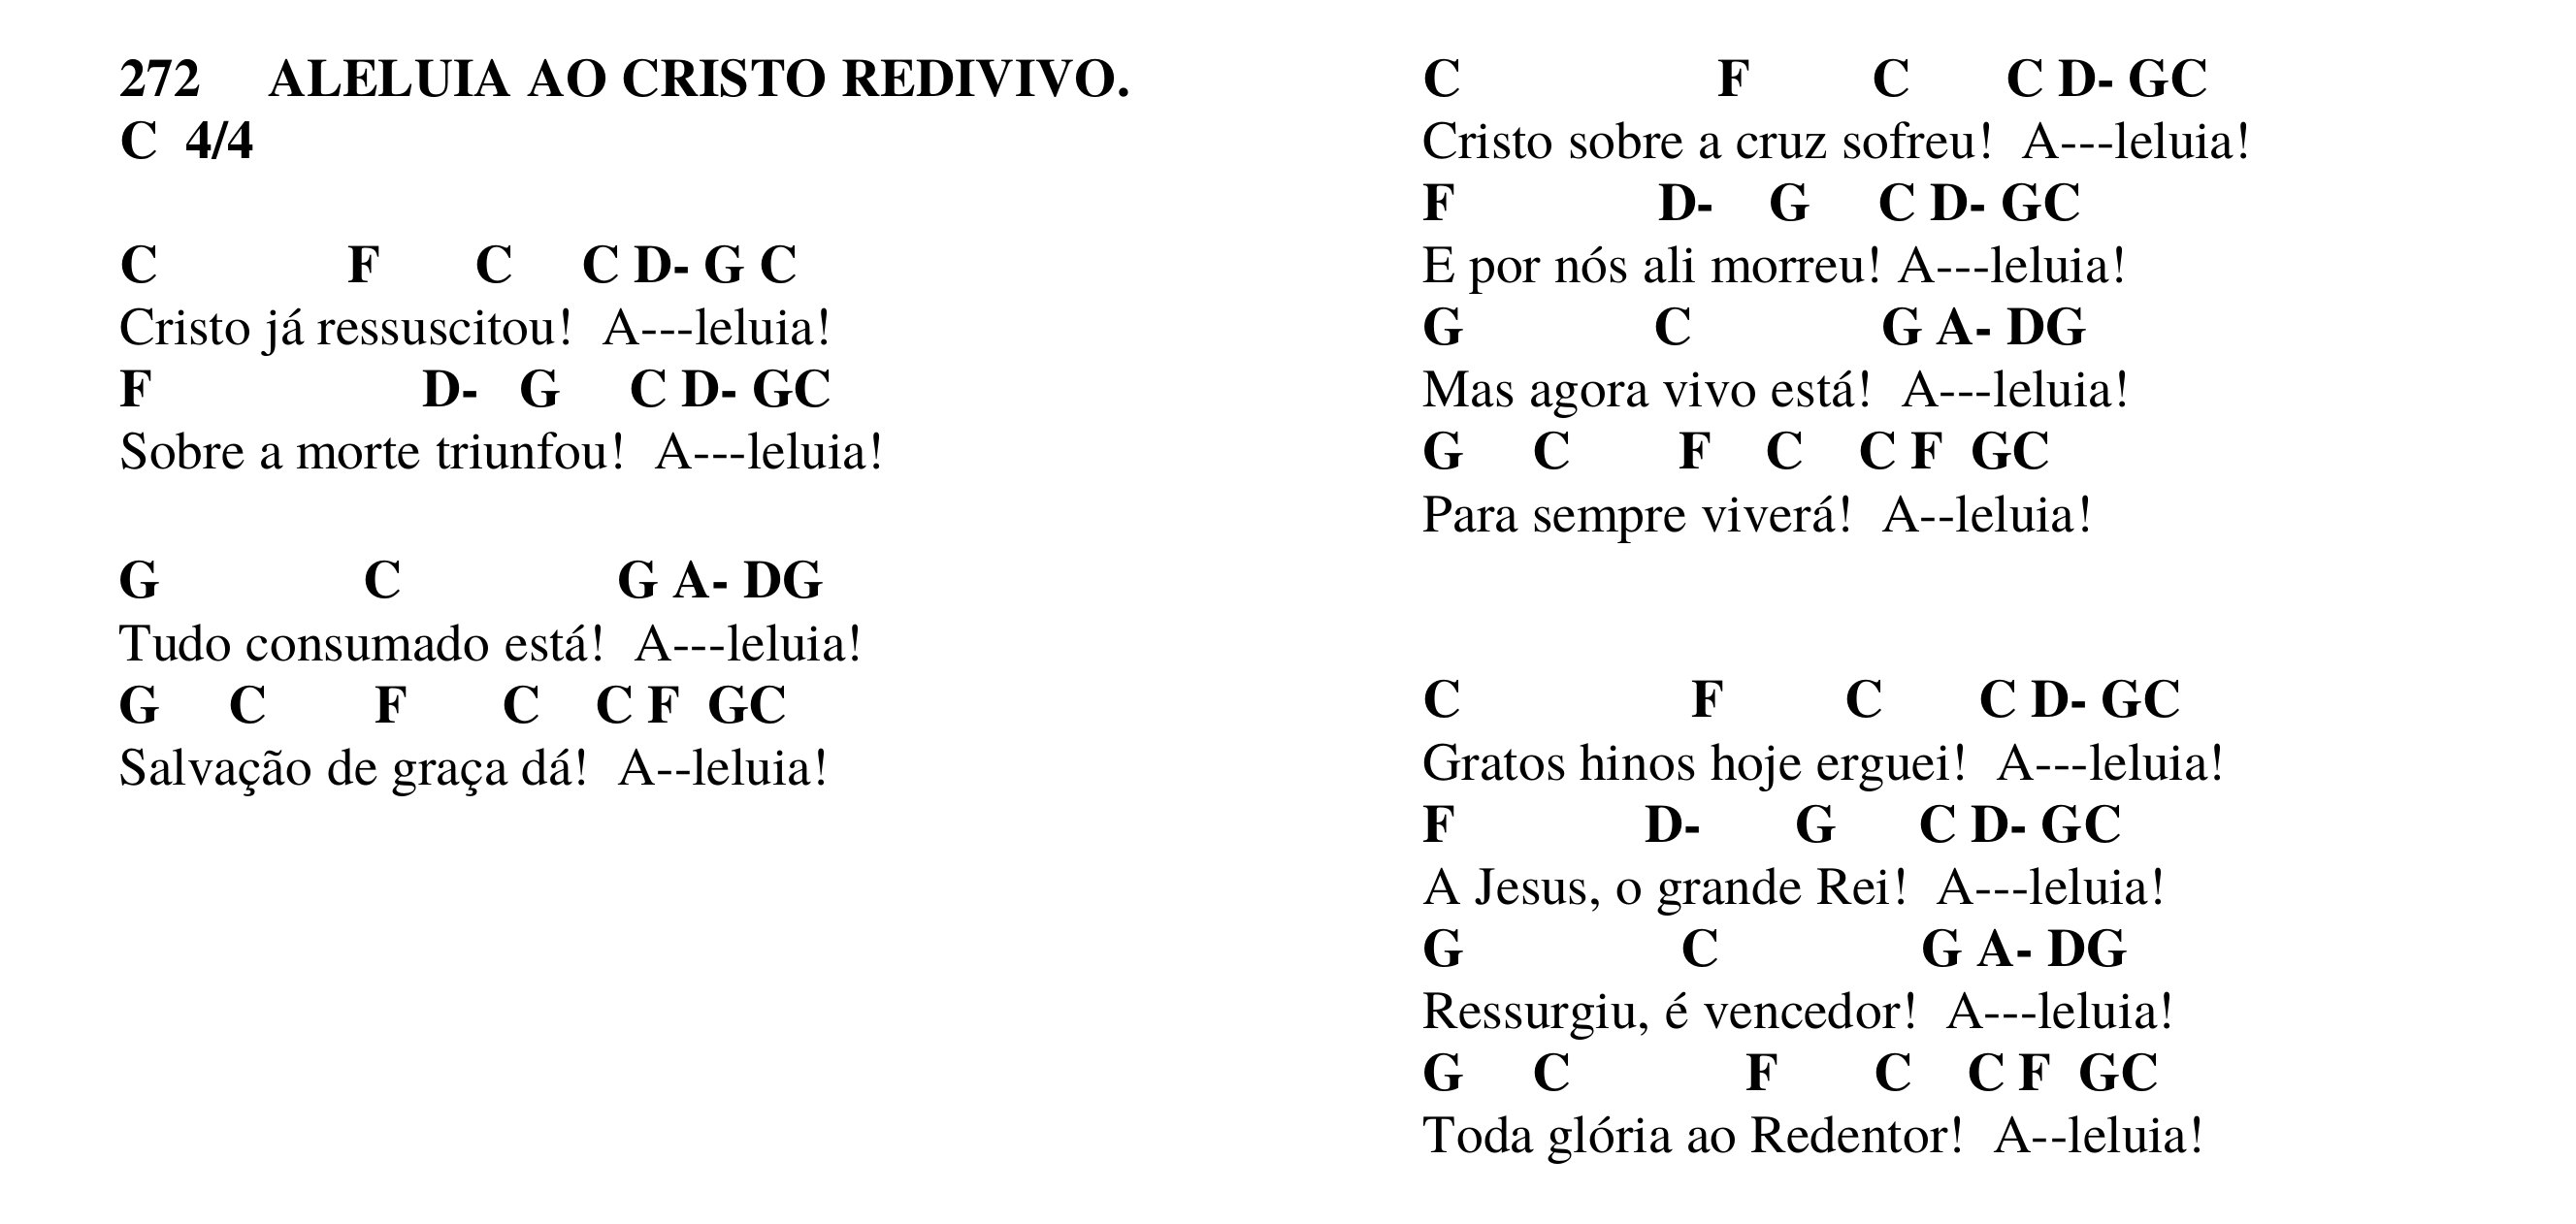 272 ALELUIA AO CRISTO REDIVIVO.
C 4/4
C F C C D- G C
Cristo já ressuscitou! A---leluia!
F D- G C D- GC
Sobre a morte triunfou! A---leluia!
G C G A- DG
Tudo consumado está! A---leluia!
G C F C C F GC
Salvação de graça dá! A--leluia!
C F C C D- GC
Cristo sobre a cruz sofreu! A---leluia!
F D- G C D- GC
E por nós ali morreu! A---leluia!
G C G A- DG
Mas agora vivo está! A---leluia!
G C F C C F GC
Para sempre viverá! A--leluia!
C F C C D- GC
Gratos hinos hoje erguei! A---leluia!
F D- G C D- GC
A Jesus, o grande Rei! A---leluia!
G C G A- DG
Ressurgiu, é vencedor! A---leluia!
G C F C C F GC
Toda glória ao Redentor! A--leluia!